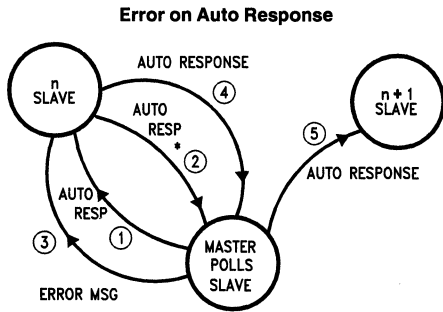 Error on Auto Response
AUTO RESPONSE
n
SLAVE
④
n + 1
SLAVE
AUTO
RESP
*
②
⑤
AUTO RESPONSE
AUTO
RESP
①
③
MASTER
POLLS
SLAVE
ERROR MSG